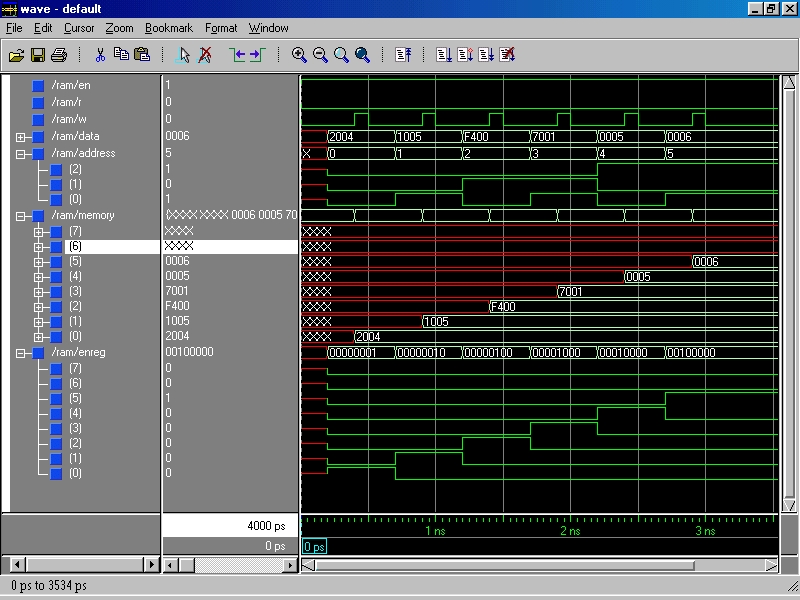 wave - default
File Edit Cursor Zoom Bookmark Format Window
/ram/en 1
/ram/r 0
/ram/w 0
/ram/data 0006 2004 1005 F400 7001 0005 0006
/ram/address 5 X 0 1 2 3 4 5
(2) 1
(1) 0
(0) 1
/ram/memory {XXXX XXXX 0006 0005 70
(7) XXXX XXXX
(6) XXXX XXXX
(5) 0006 XXXX 0006
(4) 0005 XXXX 0005
(3) 7001 XXXX 7001
(2) F400 XXXX F400
(1) 1005 XXXX 1005
(0) 2004 XXXX 2004
/ram/enreg 00100000 00000001 00000010 00000100 00001000 00010000 00100000
(7) 0
(6) 0
(5) 1
(4) 0
(3) 0
(2) 0
(1) 0
(0) 0
4000 ps 1 ns 2 ns 3 ns
0 ps 0 ps
0 ps to 3534 ps